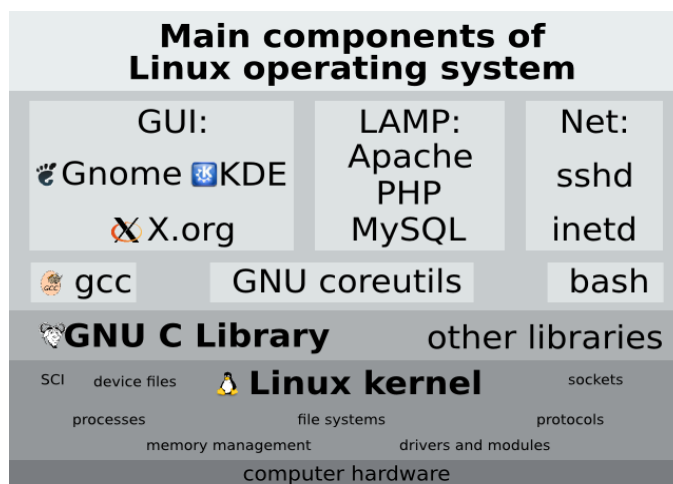 Main components of
Linux operating system
GUI:
Gnome KDE
X.org
LAMP:
Apache
PHP
MySQL
Net:
sshd
inetd
gcc
GNU coreutils
bash
GNU C Library
other libraries
SCI
device files
Linux kernel
sockets
processes
file systems
protocols
memory management
drivers and modules
computer hardware